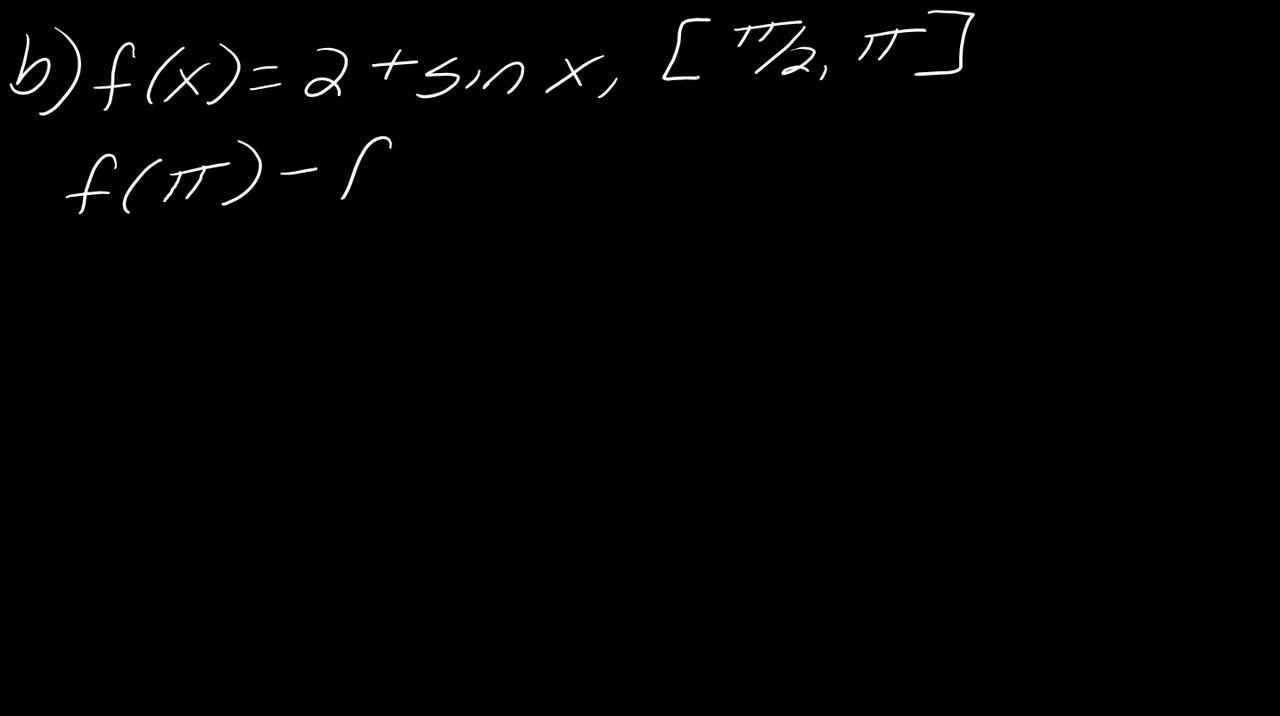 b) f(x) = 2 + sin x, [π/2, π]
f(π) - f